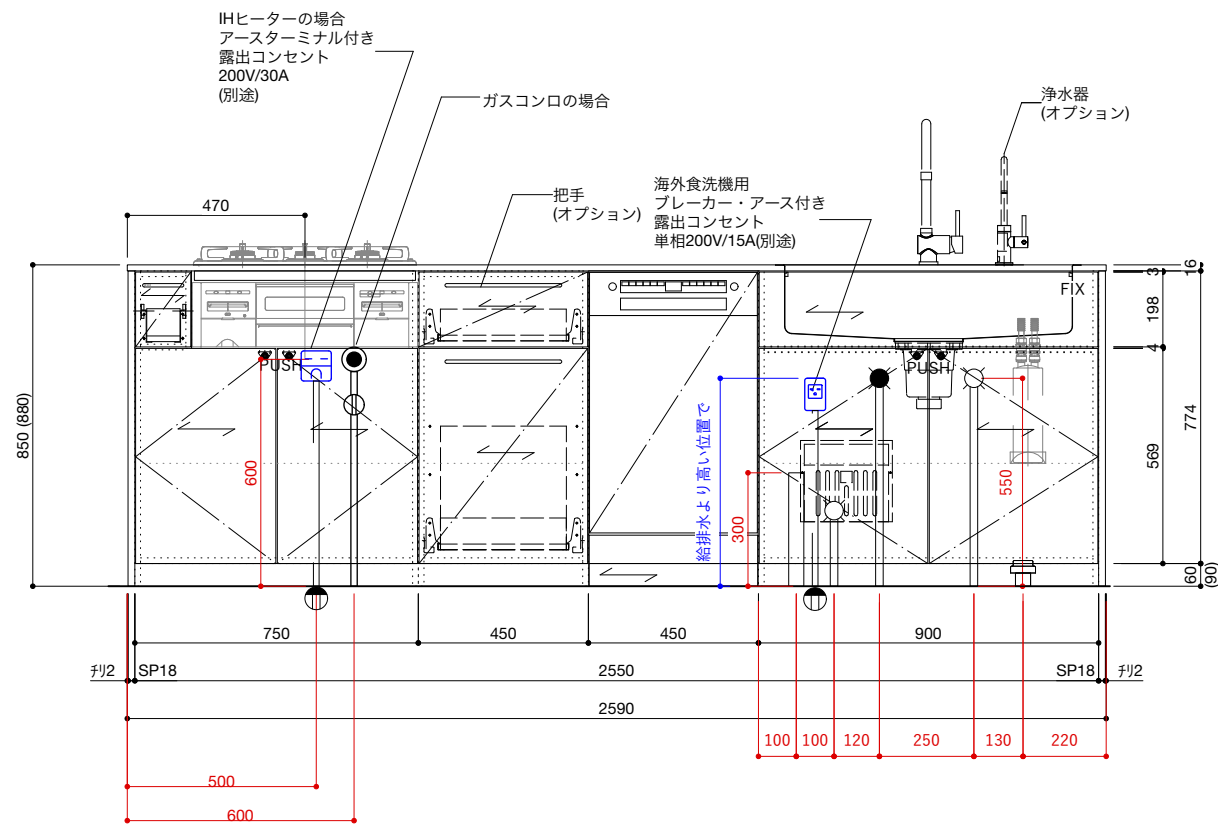 IHヒーターの場合
アースターミナル付き
露出コンセント
200V/30A
(別途)
ガスコンロの場合
浄水器
(オプション)
把手
(オプション)
海外食洗機用
ブレーカー・アース付き
露出コンセント
単相200V/15A(別途)
470
FIX
16
3
198
4
PUSH
PUSH
850 (880)
600
給排水より高い位置で
300
550
569
774
60
(90)
750
450
450
900
チリ2
SP18
2550
SP18
チリ2
2590
100
100
120
250
130
220
500
600